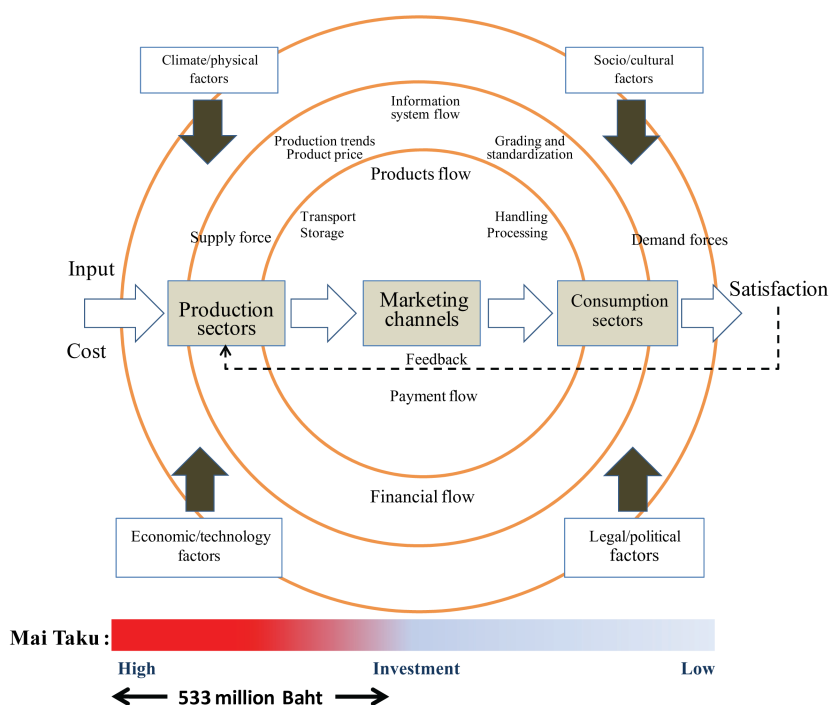 Climate/physical
factors
Socio/cultural
factors
Information
system flow
Production trends
Product price
Grading and
standardization
Products flow
Transport
Storage
Handling
Processing
Supply force
Demand forces
Input
Cost
Production
sectors
Marketing
channels
Consumption
sectors
Satisfaction
Feedback
Payment flow
Financial flow
Economic/technology
factors
Legal/political
factors
Mai Taku :
High
Investment
Low
533 million Baht